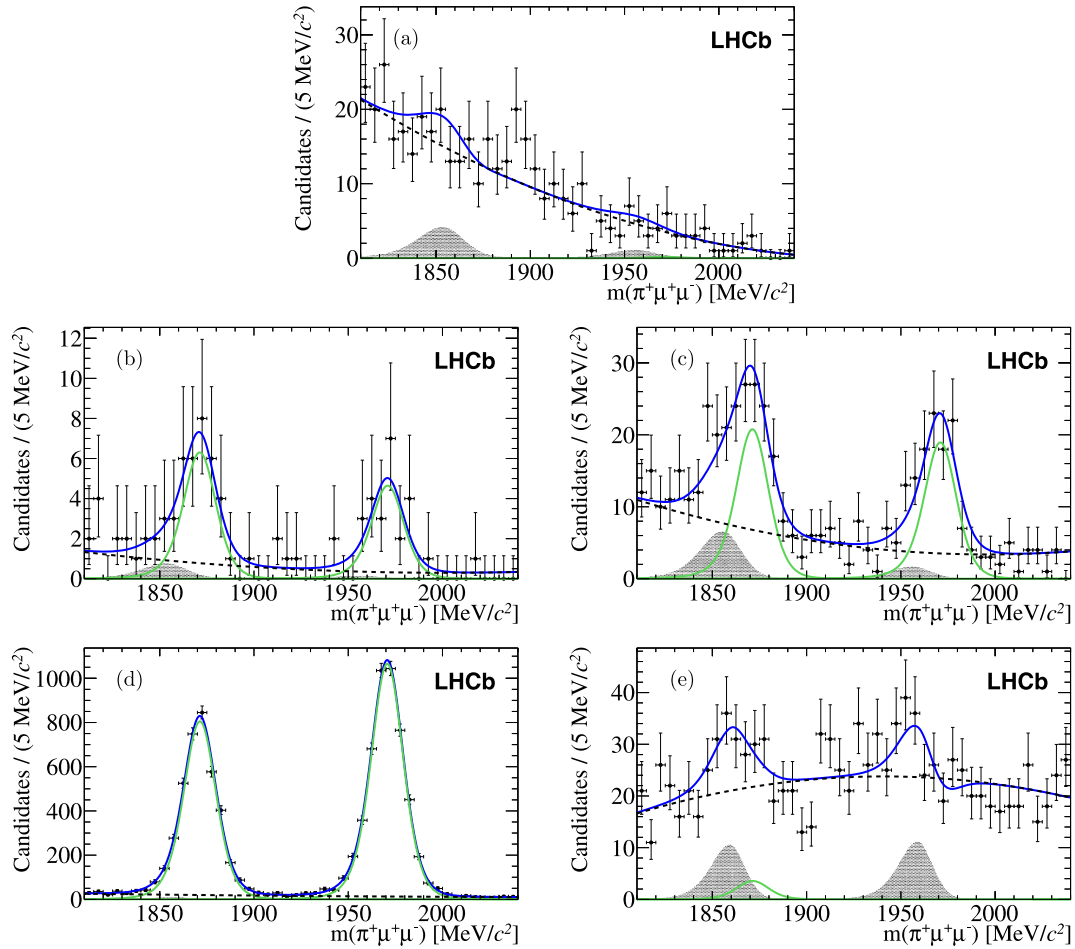 (a)
LHCb
Candidates / (5 MeV/c²)
30
20
10
0
1850
1900
1950
2000
m(π⁺μ⁺μ⁻) [MeV/c²]
(b)
LHCb
Candidates / (5 MeV/c²)
12
10
8
6
4
2
0
1850
1900
1950
2000
m(π⁺μ⁺μ⁻) [MeV/c²]
(c)
LHCb
Candidates / (5 MeV/c²)
30
20
10
0
1850
1900
1950
2000
m(π⁺μ⁺μ⁻) [MeV/c²]
(d)
LHCb
Candidates / (5 MeV/c²)
1000
800
600
400
200
0
1850
1900
1950
2000
m(π⁺μ⁺μ⁻) [MeV/c²]
(e)
LHCb
Candidates / (5 MeV/c²)
40
30
20
10
0
1850
1900
1950
2000
m(π⁺μ⁺μ⁻) [MeV/c²]